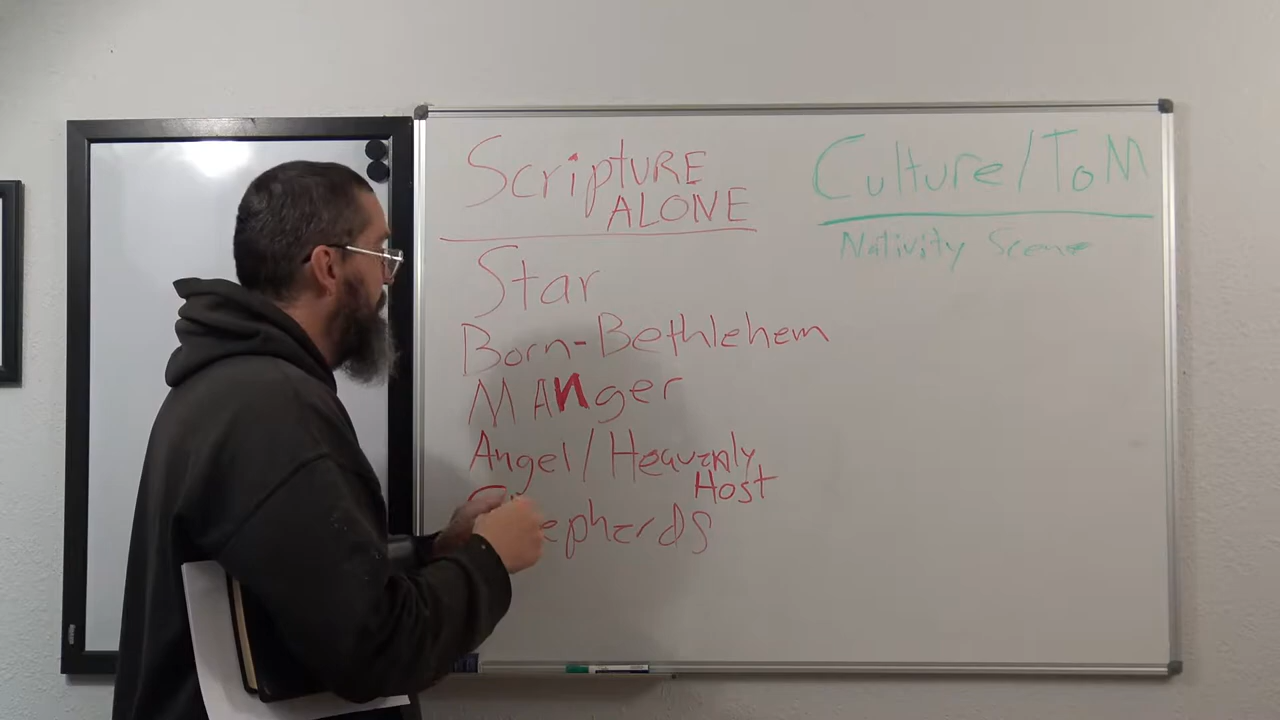 ScripTURE
ALONE
Star
Born-Bethlehem
MAnger
Angel/Heavenly
Host
Culture/ToM
Nativity Scene